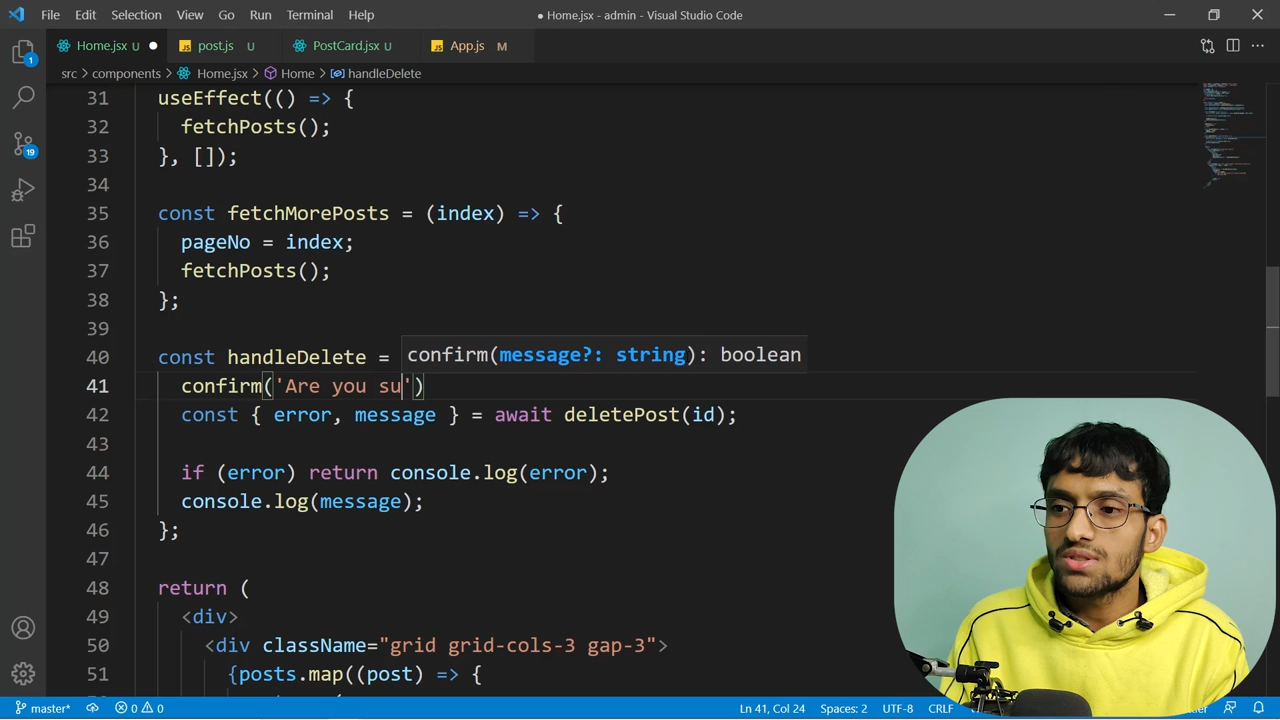 File Edit Selection View Go Run Terminal Help
● Home.jsx - admin - Visual Studio Code
Home.jsx U ● JS post.js U PostCard.jsx U JS App.js M
src > components > Home.jsx > Home > handleDelete
31 useEffect(() => {
32 fetchPosts();
33 }, []);
34
35 const fetchMorePosts = (index) => {
36 pageNo = index;
37 fetchPosts();
38 };
39
confirm(message?: string): boolean
40 const handleDelete =
41 confirm('Are you su')
42 const { error, message } = await deletePost(id);
43
44 if (error) return console.log(error);
45 console.log(message);
46 };
47
48 return (
49 <div>
50 <div className="grid grid-cols-3 gap-3">
51 {posts.map((post) => {
1
19
master* 0 0 Ln 41, Col 24 Spaces: 2 UTF-8 CRLF